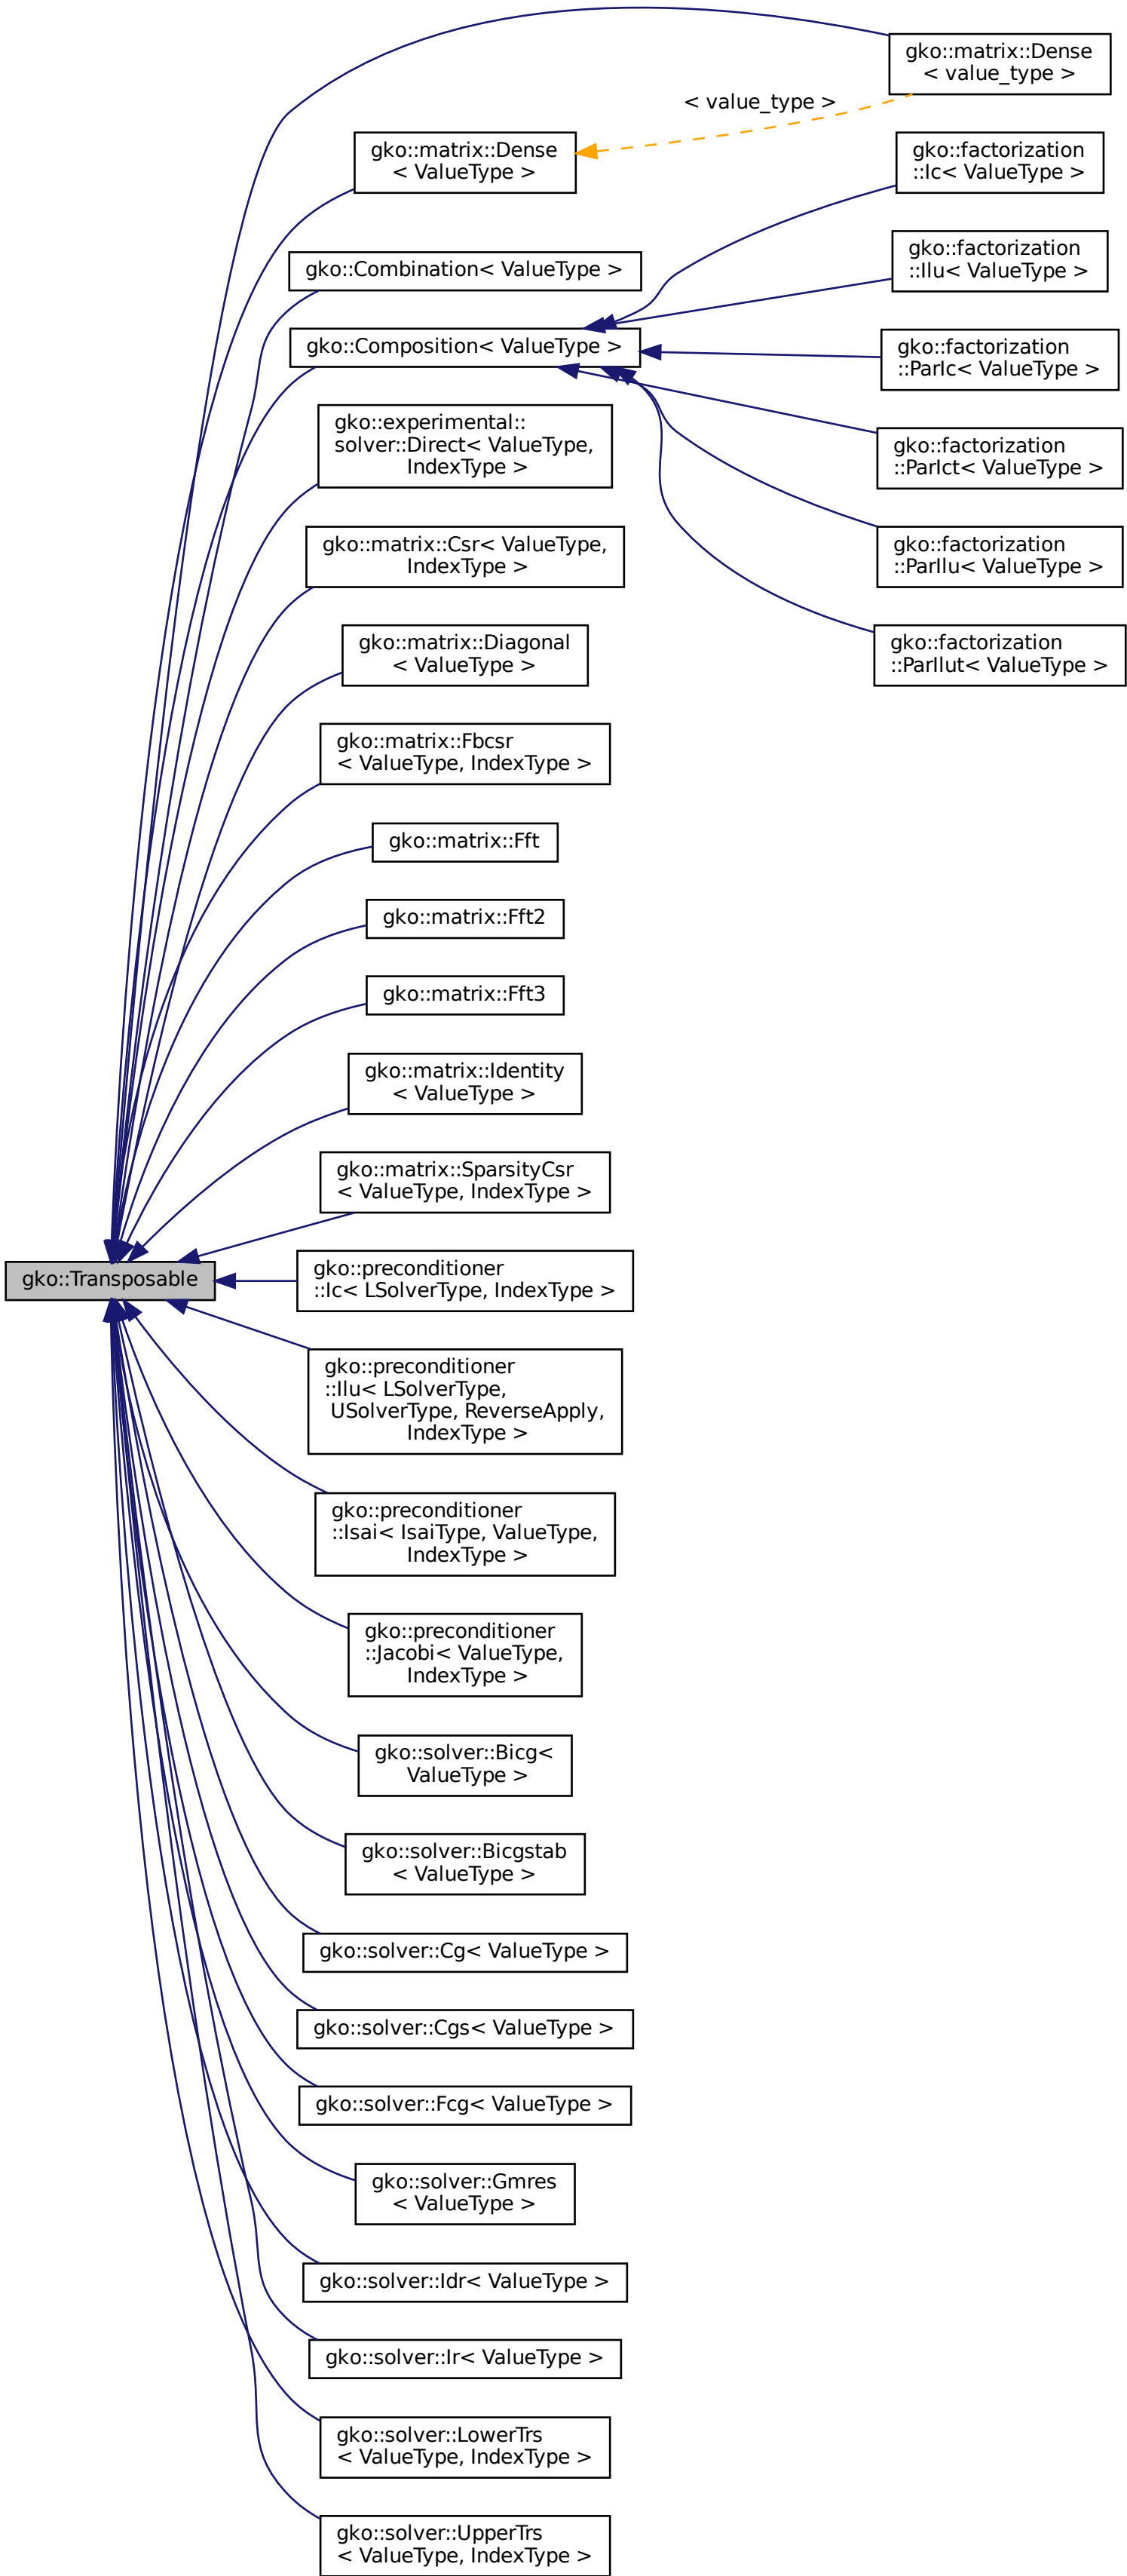 gko::matrix::Dense
< value_type >
< value_type >
gko::matrix::Dense
< ValueType >
gko::factorization
::Ic< ValueType >
gko::factorization
::Ilu< ValueType >
gko::Combination< ValueType >
gko::Composition< ValueType >
gko::factorization
::ParIc< ValueType >
gko::experimental::
solver::Direct< ValueType,
IndexType >
gko::factorization
::ParIct< ValueType >
gko::matrix::Csr< ValueType,
IndexType >
gko::factorization
::ParIlu< ValueType >
gko::matrix::Diagonal
< ValueType >
gko::factorization
::ParIlut< ValueType >
gko::matrix::Fbcsr
< ValueType, IndexType >
gko::matrix::Fft
gko::matrix::Fft2
gko::matrix::Fft3
gko::matrix::Identity
< ValueType >
gko::matrix::SparsityCsr
< ValueType, IndexType >
gko::Transposable
gko::preconditioner
::Ic< LSolverType, IndexType >
gko::preconditioner
::Ilu< LSolverType,
USolverType, ReverseApply,
IndexType >
gko::preconditioner
::Isai< IsaiType, ValueType,
IndexType >
gko::preconditioner
::Jacobi< ValueType,
IndexType >
gko::solver::Bicg<
ValueType >
gko::solver::Bicgstab
< ValueType >
gko::solver::Cg< ValueType >
gko::solver::Cgs< ValueType >
gko::solver::Fcg< ValueType >
gko::solver::Gmres
< ValueType >
gko::solver::Idr< ValueType >
gko::solver::Ir< ValueType >
gko::solver::LowerTrs
< ValueType, IndexType >
gko::solver::UpperTrs
< ValueType, IndexType >